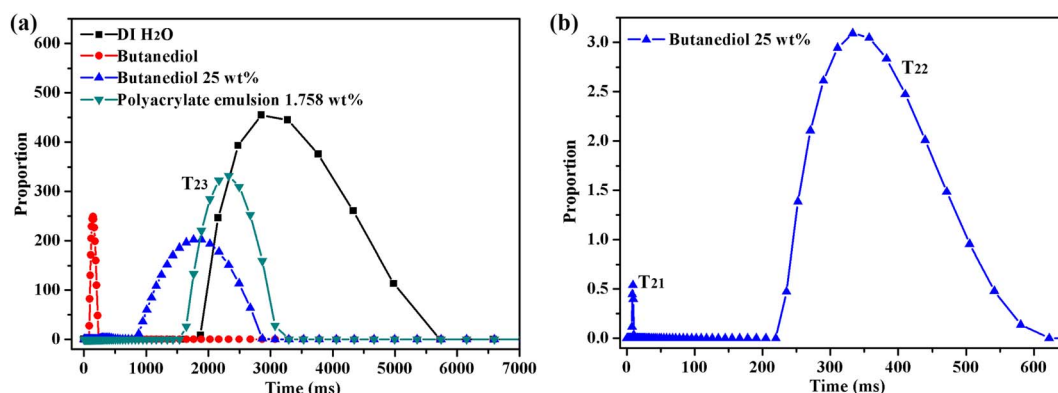 (a)
DI H2O
Butanediol
Butanediol 25 wt%
Polyacrylate emulsion 1.758 wt%
T23
600
500
400
300
200
100
0
Proportion
0 1000 2000 3000 4000 5000 6000 7000
Time (ms)
(b)
Butanediol 25 wt%
T22
T21
3.0
2.5
2.0
1.5
1.0
0.5
0.0
Proportion
0 100 200 300 400 500 600
Time (ms)